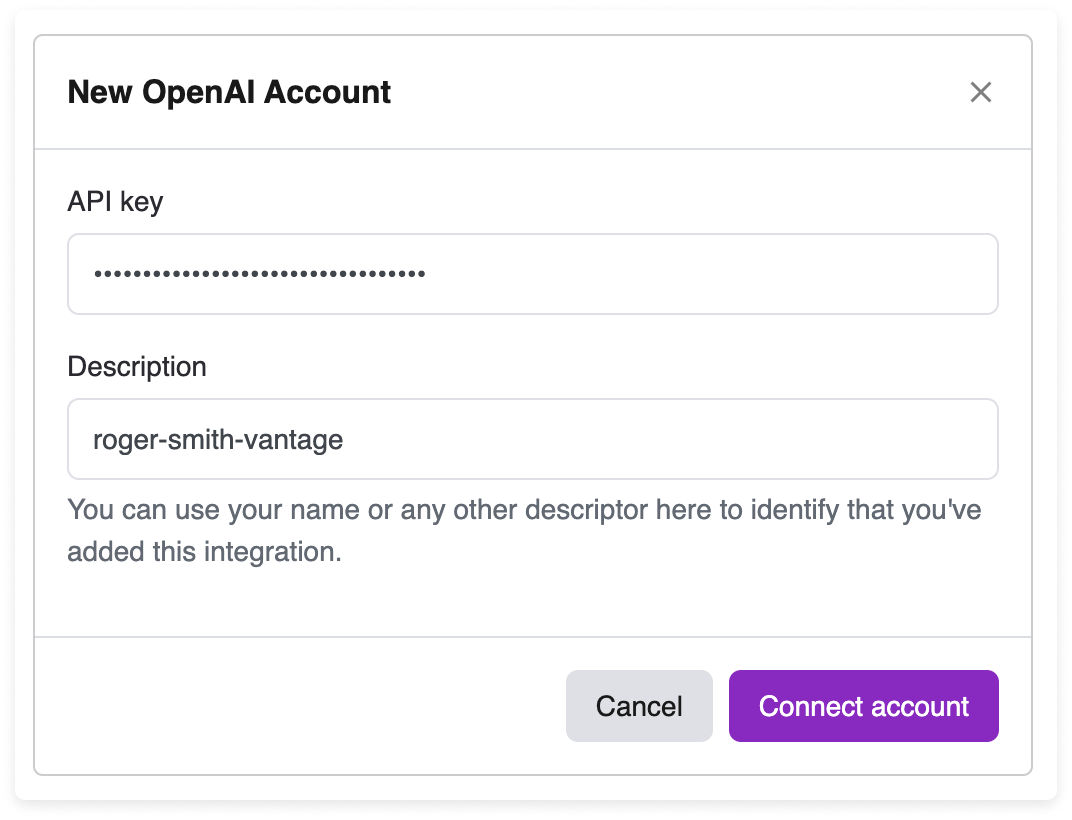 New OpenAI Account
API key
••••••••••••••••••••••••••••••••••
Description
roger-smith-vantage
You can use your name or any other descriptor here to identify that you've
added this integration.
Cancel
Connect account